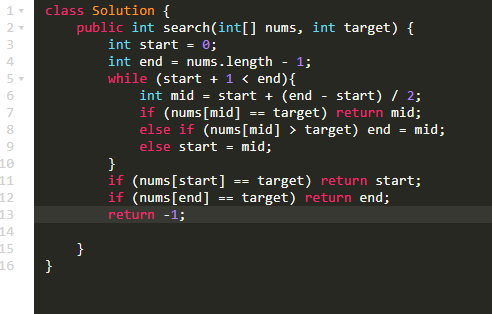 1 class Solution {
2     public int search(int[] nums, int target) {
3         int start = 0;
4         int end = nums.length - 1;
5         while (start + 1 < end){
6             int mid = start + (end - start) / 2;
7             if (nums[mid] == target) return mid;
8             else if (nums[mid] > target) end = mid;
9             else start = mid;
10         }
11         if (nums[start] == target) return start;
12         if (nums[end] == target) return end;
13         return -1;
14
15     }
16 }